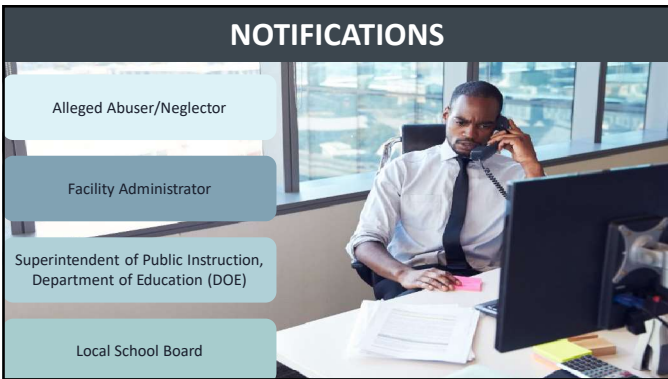 NOTIFICATIONS
Alleged Abuser/Neglector
Facility Administrator
Superintendent of Public Instruction,
Department of Education (DOE)
Local School Board